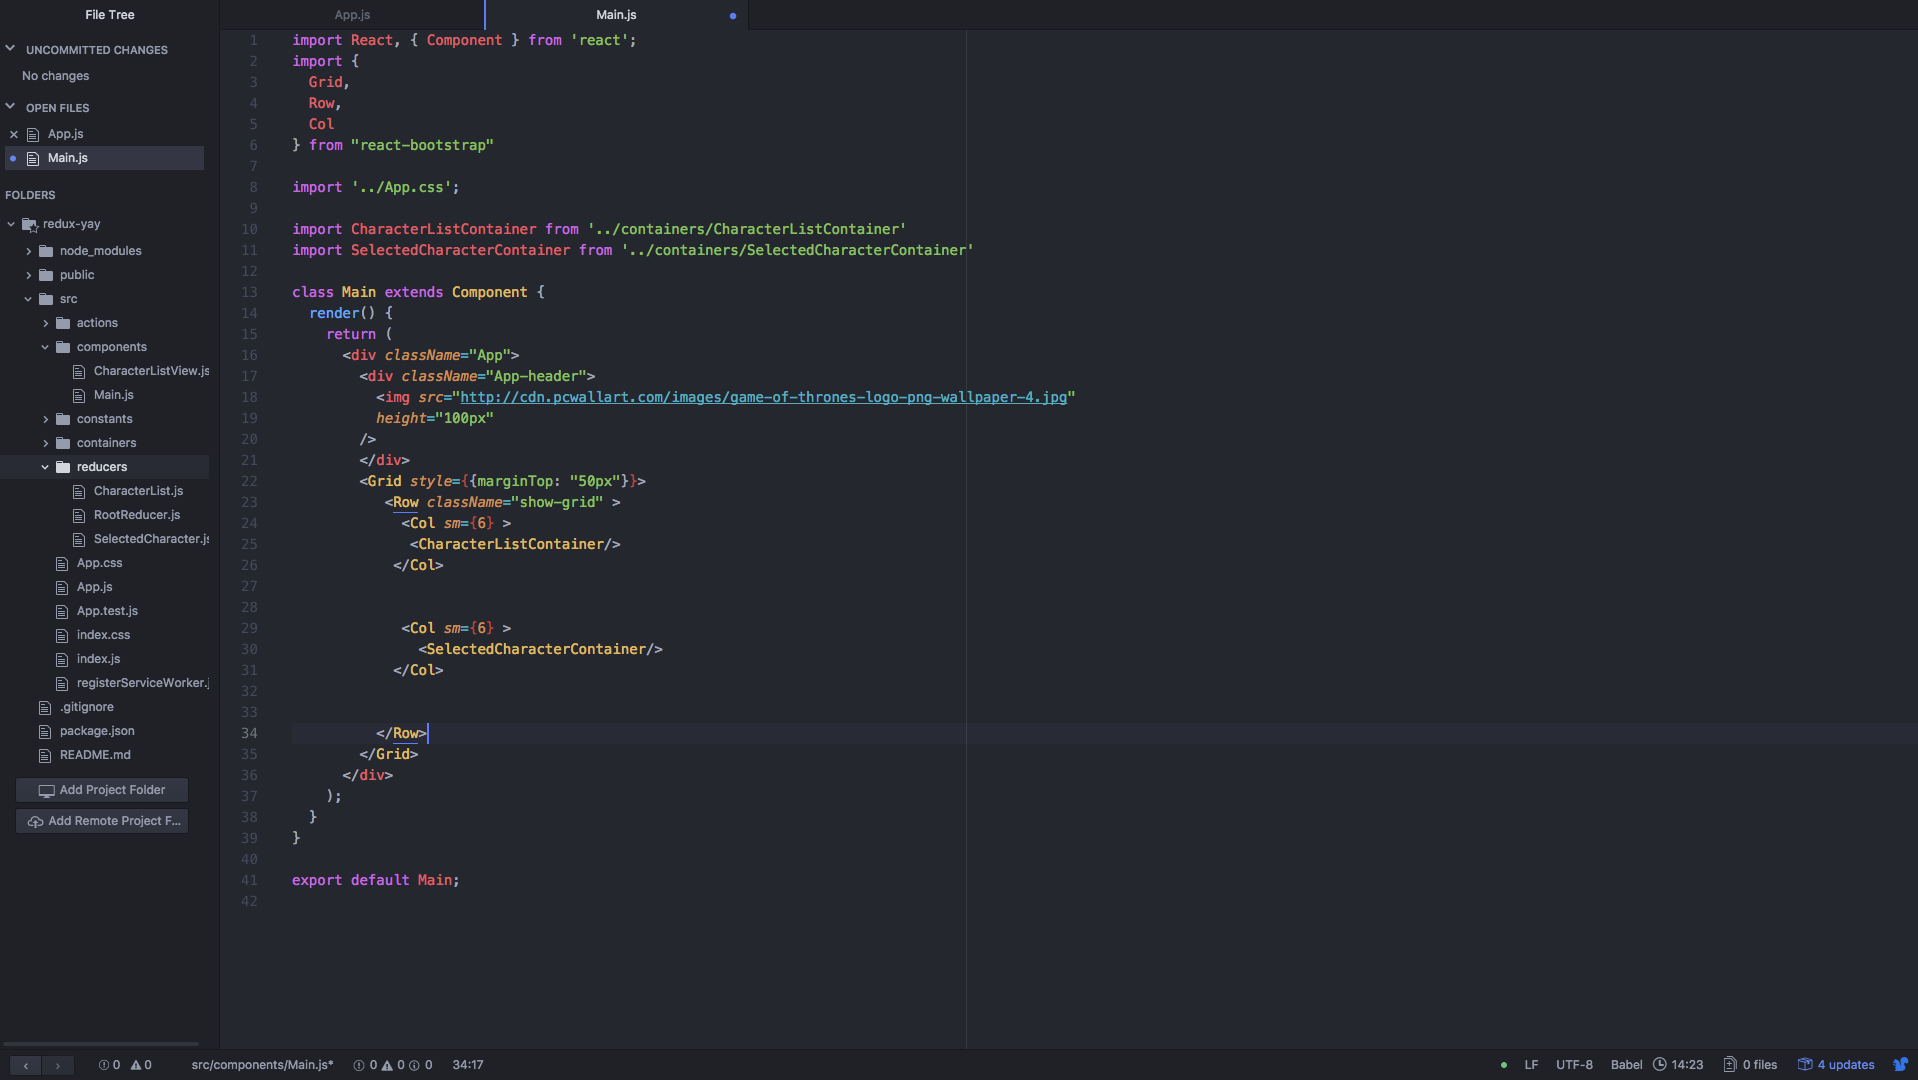 File Tree
UNCOMMITTED CHANGES
No changes
OPEN FILES
App.js
Main.js
FOLDERS
redux-yay
node_modules
public
src
actions
components
CharacterListView.js
Main.js
constants
containers
reducers
CharacterList.js
RootReducer.js
SelectedCharacter.js
App.css
App.js
App.test.js
index.css
index.js
registerServiceWorker.j
.gitignore
package.json
README.md
Add Project Folder
Add Remote Project F...
App.js
Main.js
1 import React, { Component } from 'react';
2 import {
3 Grid,
4 Row,
5 Col
6 } from "react-bootstrap"
7
8 import '../App.css';
9
10 import CharacterListContainer from '../containers/CharacterListContainer'
11 import SelectedCharacterContainer from '../containers/SelectedCharacterContainer'
12
13 class Main extends Component {
14 render() {
15 return (
16 <div className="App">
17 <div className="App-header">
18 <img src="http://cdn.pcwallart.com/images/game-of-thrones-logo-png-wallpaper-4.jpg"
19 height="100px"
20 />
21 </div>
22 <Grid style={{marginTop: "50px"}}>
23 <Row className="show-grid" >
24 <Col sm={6} >
25 <CharacterListContainer/>
26 </Col>
27
28
29 <Col sm={6} >
30 <SelectedCharacterContainer/>
31 </Col>
32
33
34 </Row>
35 </Grid>
36 </div>
37 );
38 }
39 }
40
41 export default Main;
42
0 0 src/components/Main.js* 0 0 0 34:17 LF UTF-8 Babel 14:23 0 files 4 updates